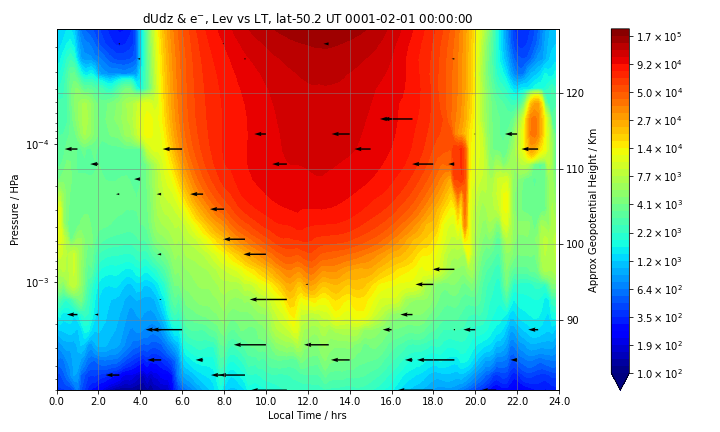 dUdz & e⁻, Lev vs LT, lat-50.2 UT 0001-02-01 00:00:00
Pressure / HPa
10⁻⁴
10⁻³
0.0 2.0 4.0 6.0 8.0 10.0 12.0 14.0 16.0 18.0 20.0 22.0 24.0
Local Time / hrs
120
110
100
90
Approx Geopotential Height / Km
1.7 × 10⁵
9.2 × 10⁴
5.0 × 10⁴
2.7 × 10⁴
1.4 × 10⁴
7.7 × 10³
4.1 × 10³
2.2 × 10³
1.2 × 10³
6.4 × 10²
3.5 × 10²
1.9 × 10²
1.0 × 10²